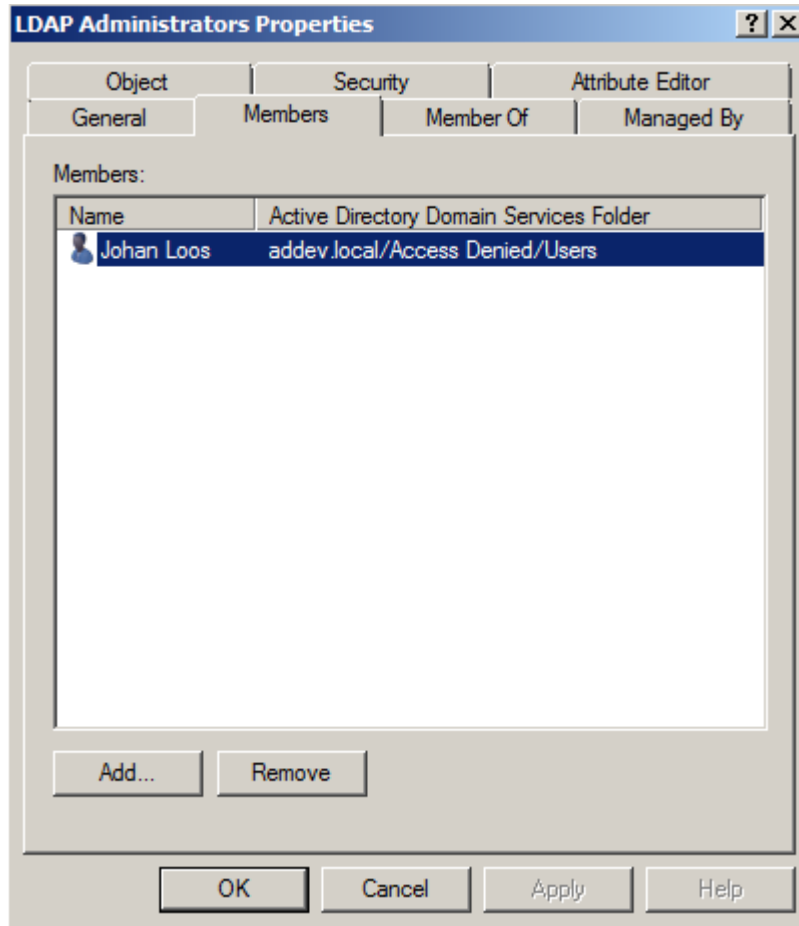 LDAP Administrators Properties
Object Security Attribute Editor
General Members Member Of Managed By
Members:
Name Active Directory Domain Services Folder
Johan Loos addev.local/Access Denied/Users
Add... Remove
OK Cancel Apply Help